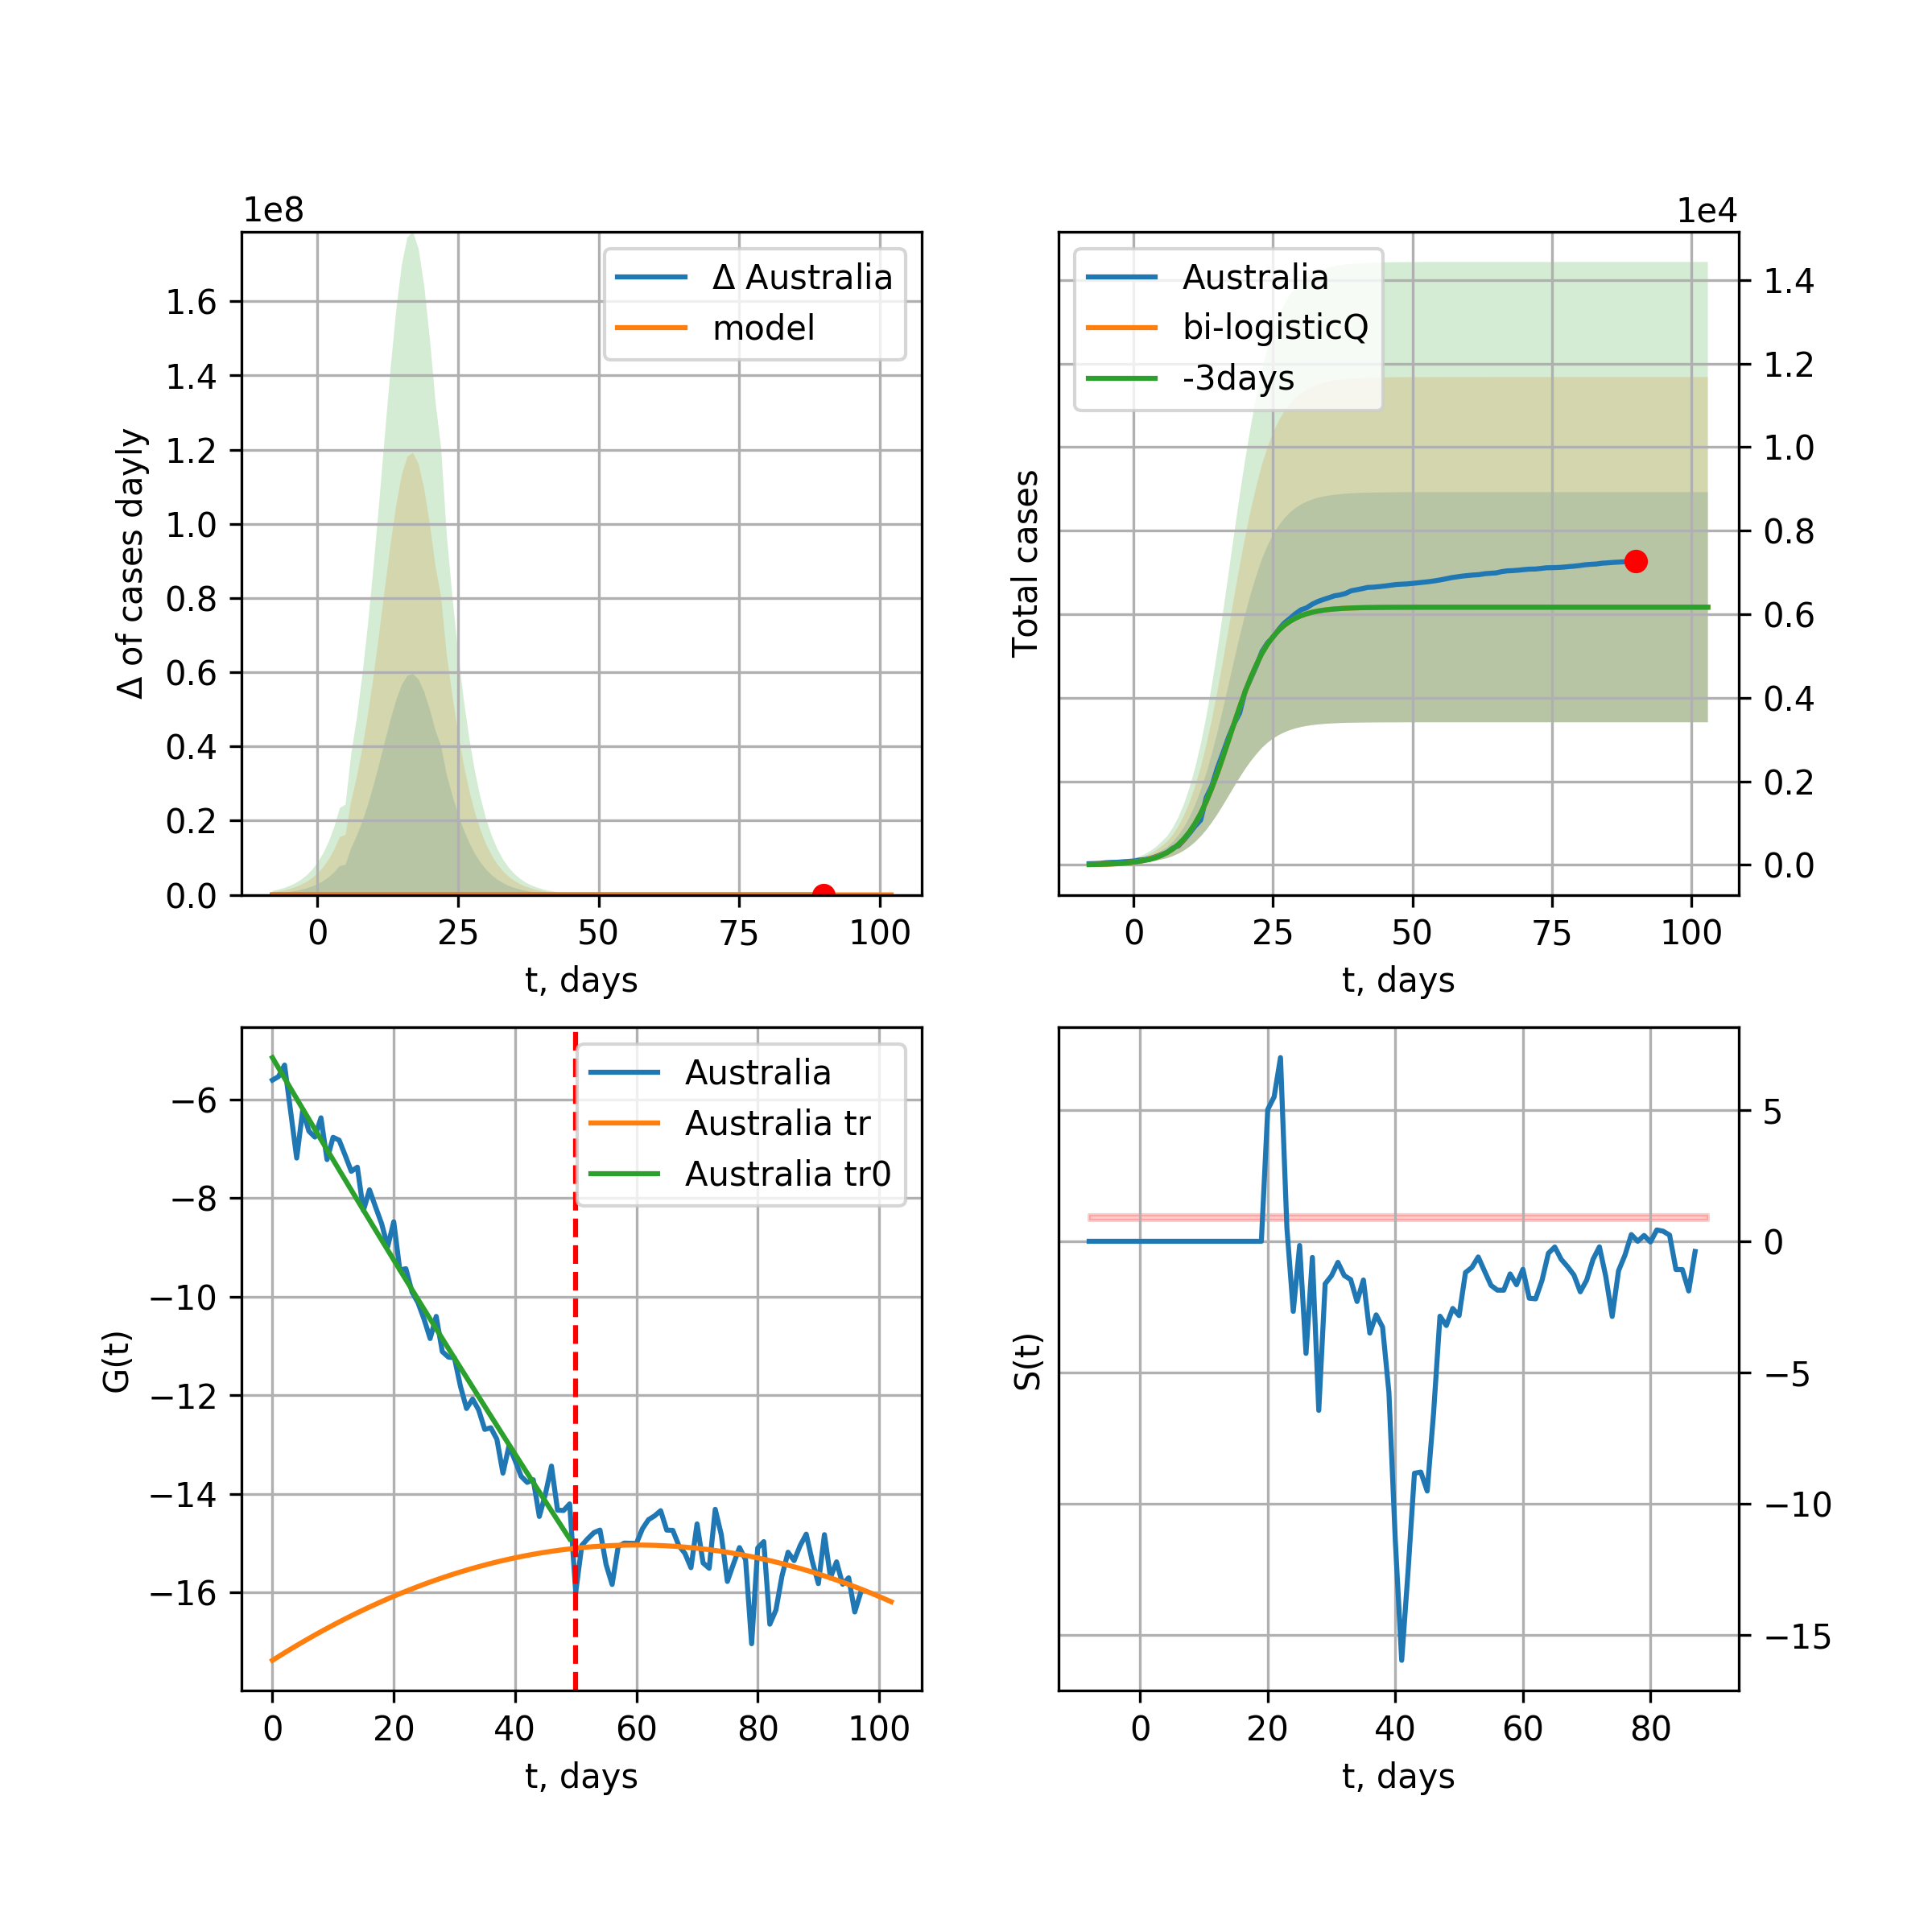 1e8
Δ of cases dayly
1.6
1.4
1.2
1.0
0.8
0.6
0.4
0.2
0.0
0 25 50 75 100
t, days
Δ Australia
model
1e4
Total cases
1.4
1.2
1.0
0.8
0.6
0.4
0.2
0.0
0 25 50 75 100
t, days
Australia
bi-logisticQ
-3days
G(t)
−6
−8
−10
−12
−14
−16
0 20 40 60 80 100
t, days
Australia
Australia tr
Australia tr0
S(t)
5
0
−5
−10
−15
0 20 40 60 80
t, days